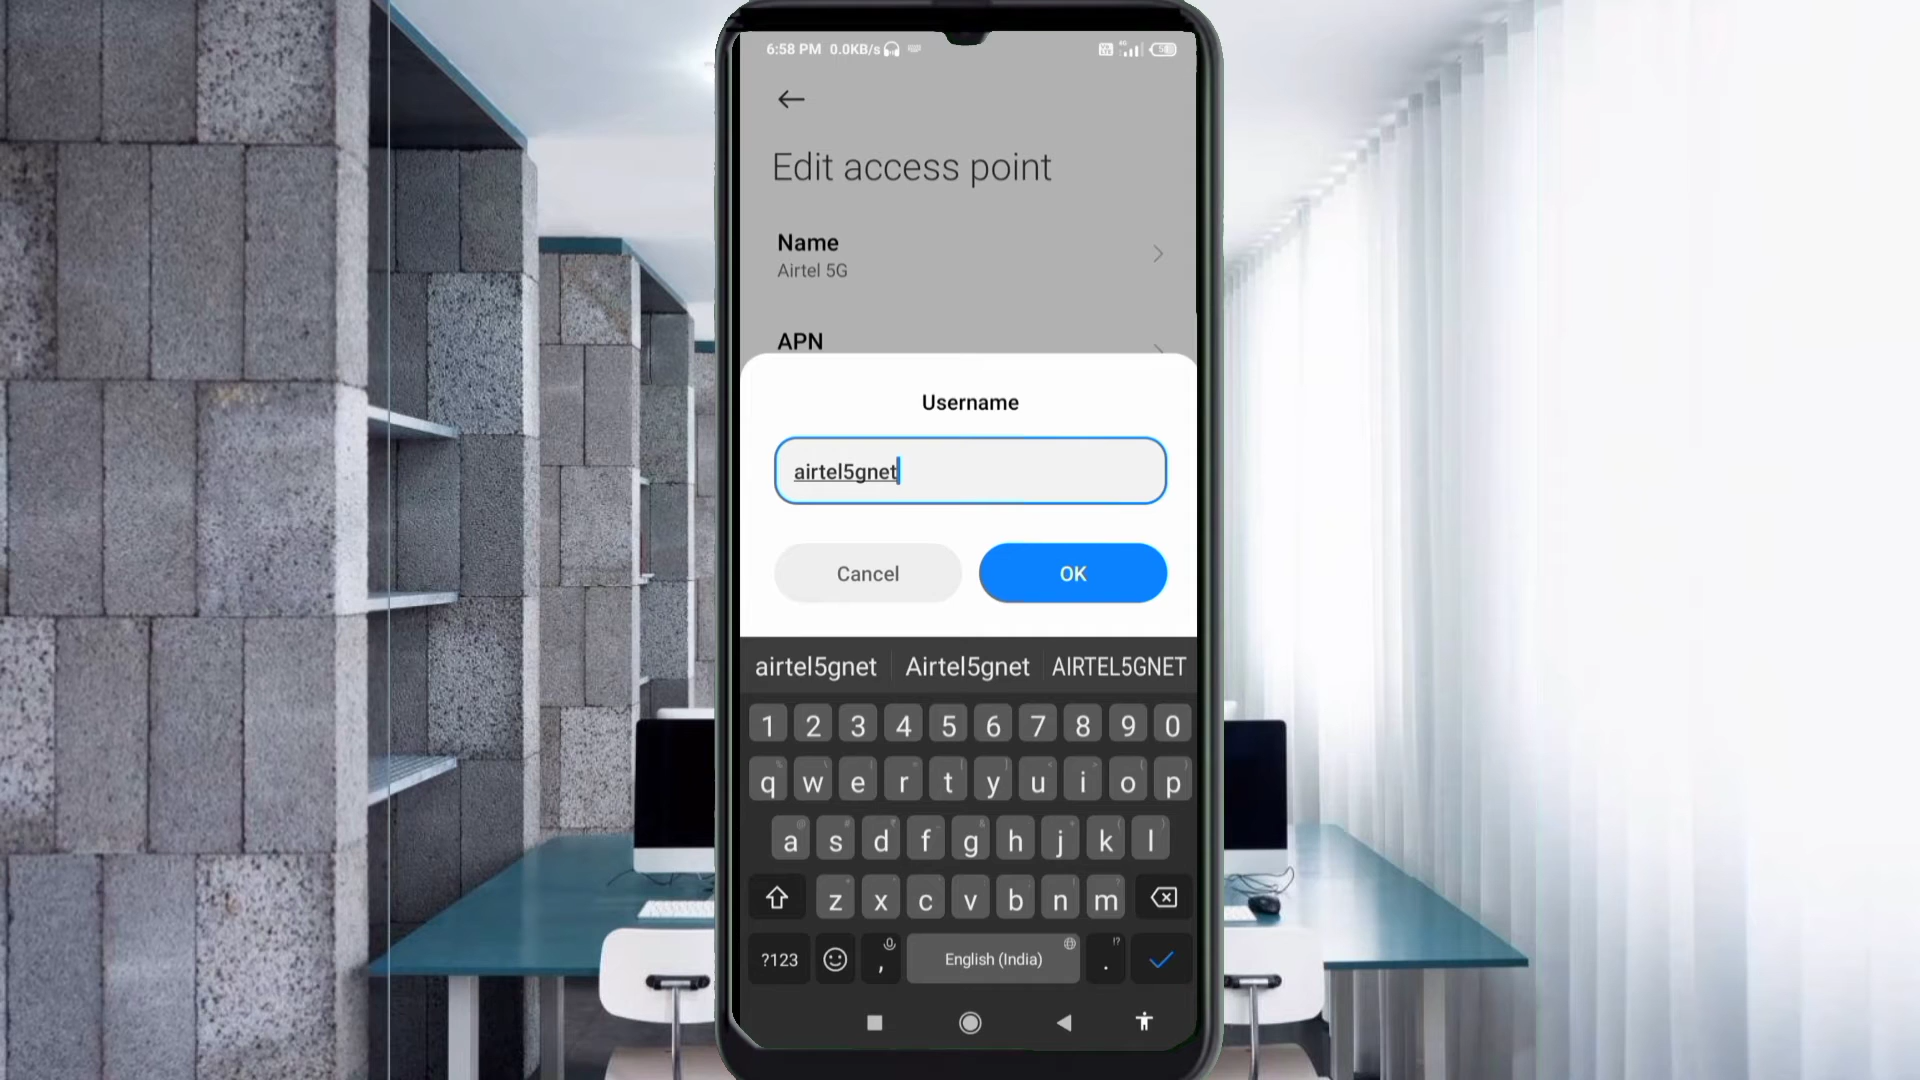 6:58 PM 0.0KB/s
Edit access point
Name
Airtel 5G
APN
Username
airtel5gnet
Cancel OK
airtel5gnet Airtel5gnet AIRTEL5GNET
1 2 3 4 5 6 7 8 9 0
q w e r t y u i o p
a s d f g h j k l
z x c v b n m
?123 , English (India) . !?